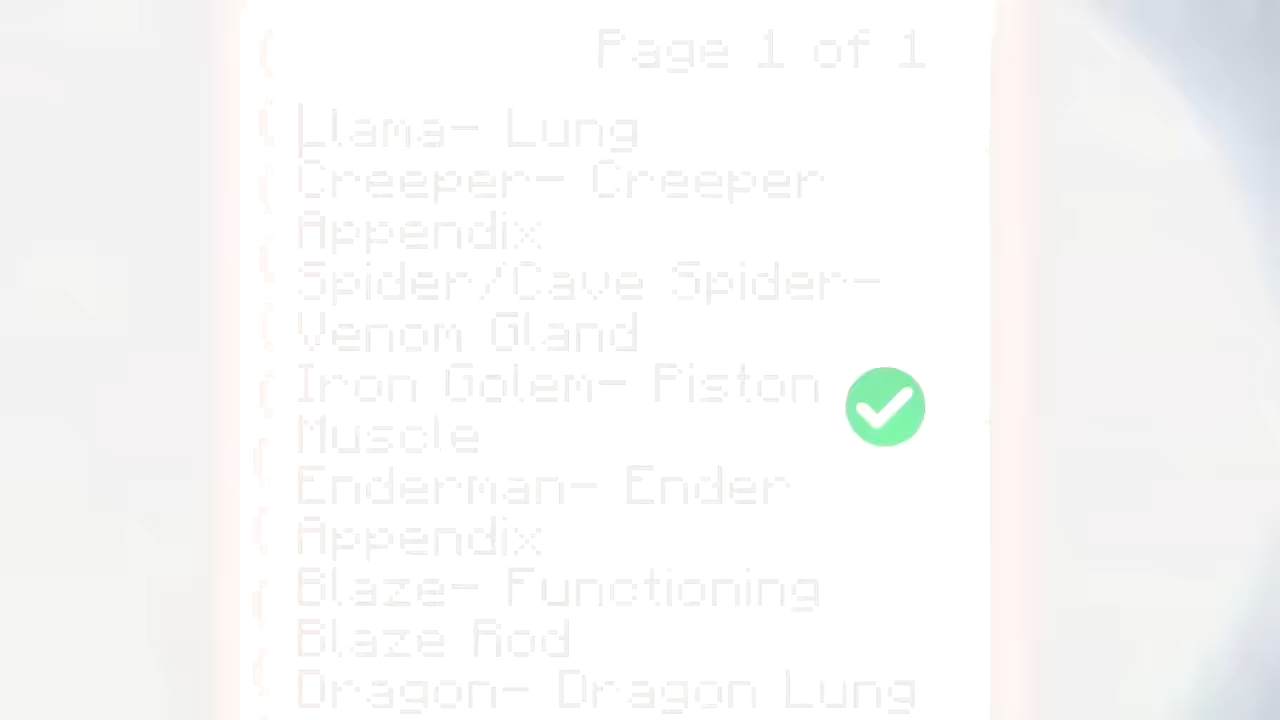 Page 1 of 1
Llama- Lung
Creeper- Creeper
Appendix
Spider/Cave Spider-
Venom Gland
Iron Golem- Piston
Muscle
Enderman- Ender
Appendix
Blaze- Functioning
Blaze Rod
Dragon- Dragon Lung